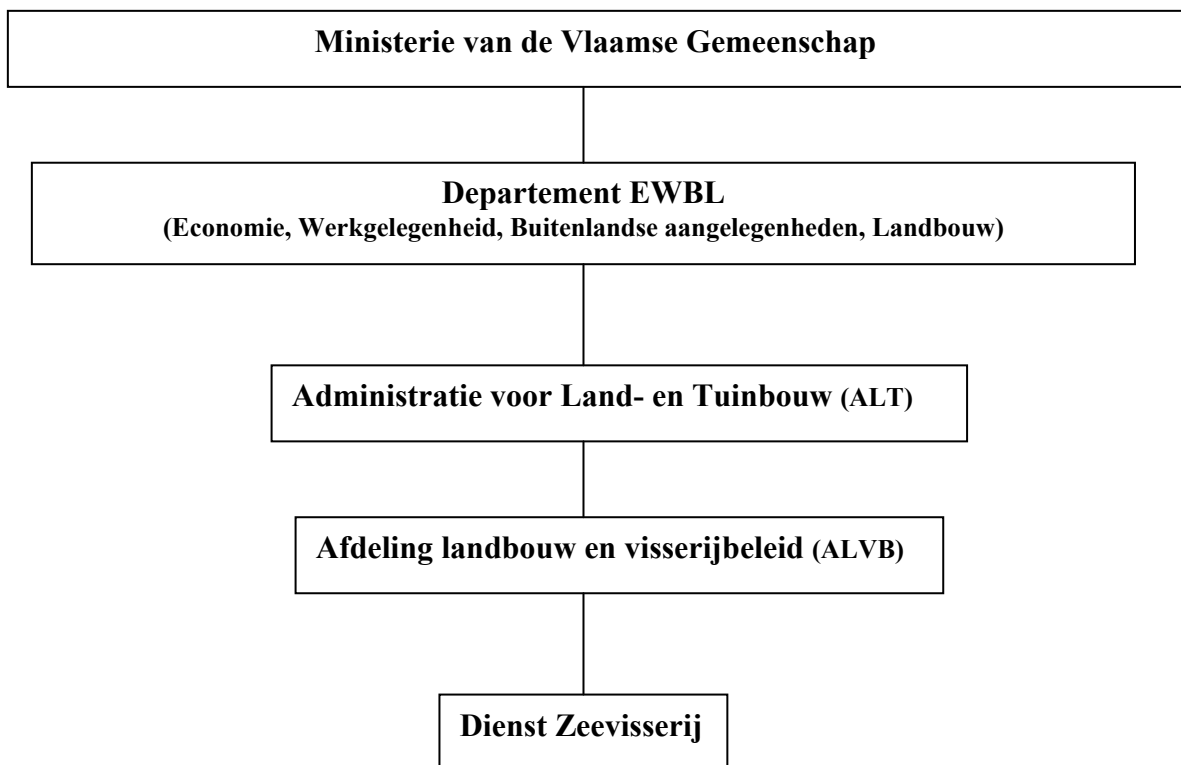 Ministerie van de Vlaamse Gemeenschap
Departement EWBL
(Economie, Werkgelegenheid, Buitenlandse aangelegenheden, Landbouw)
Administratie voor Land- en Tuinbouw (ALT)
Afdeling landbouw en visserijbeleid (ALVB)
Dienst Zeevisserij